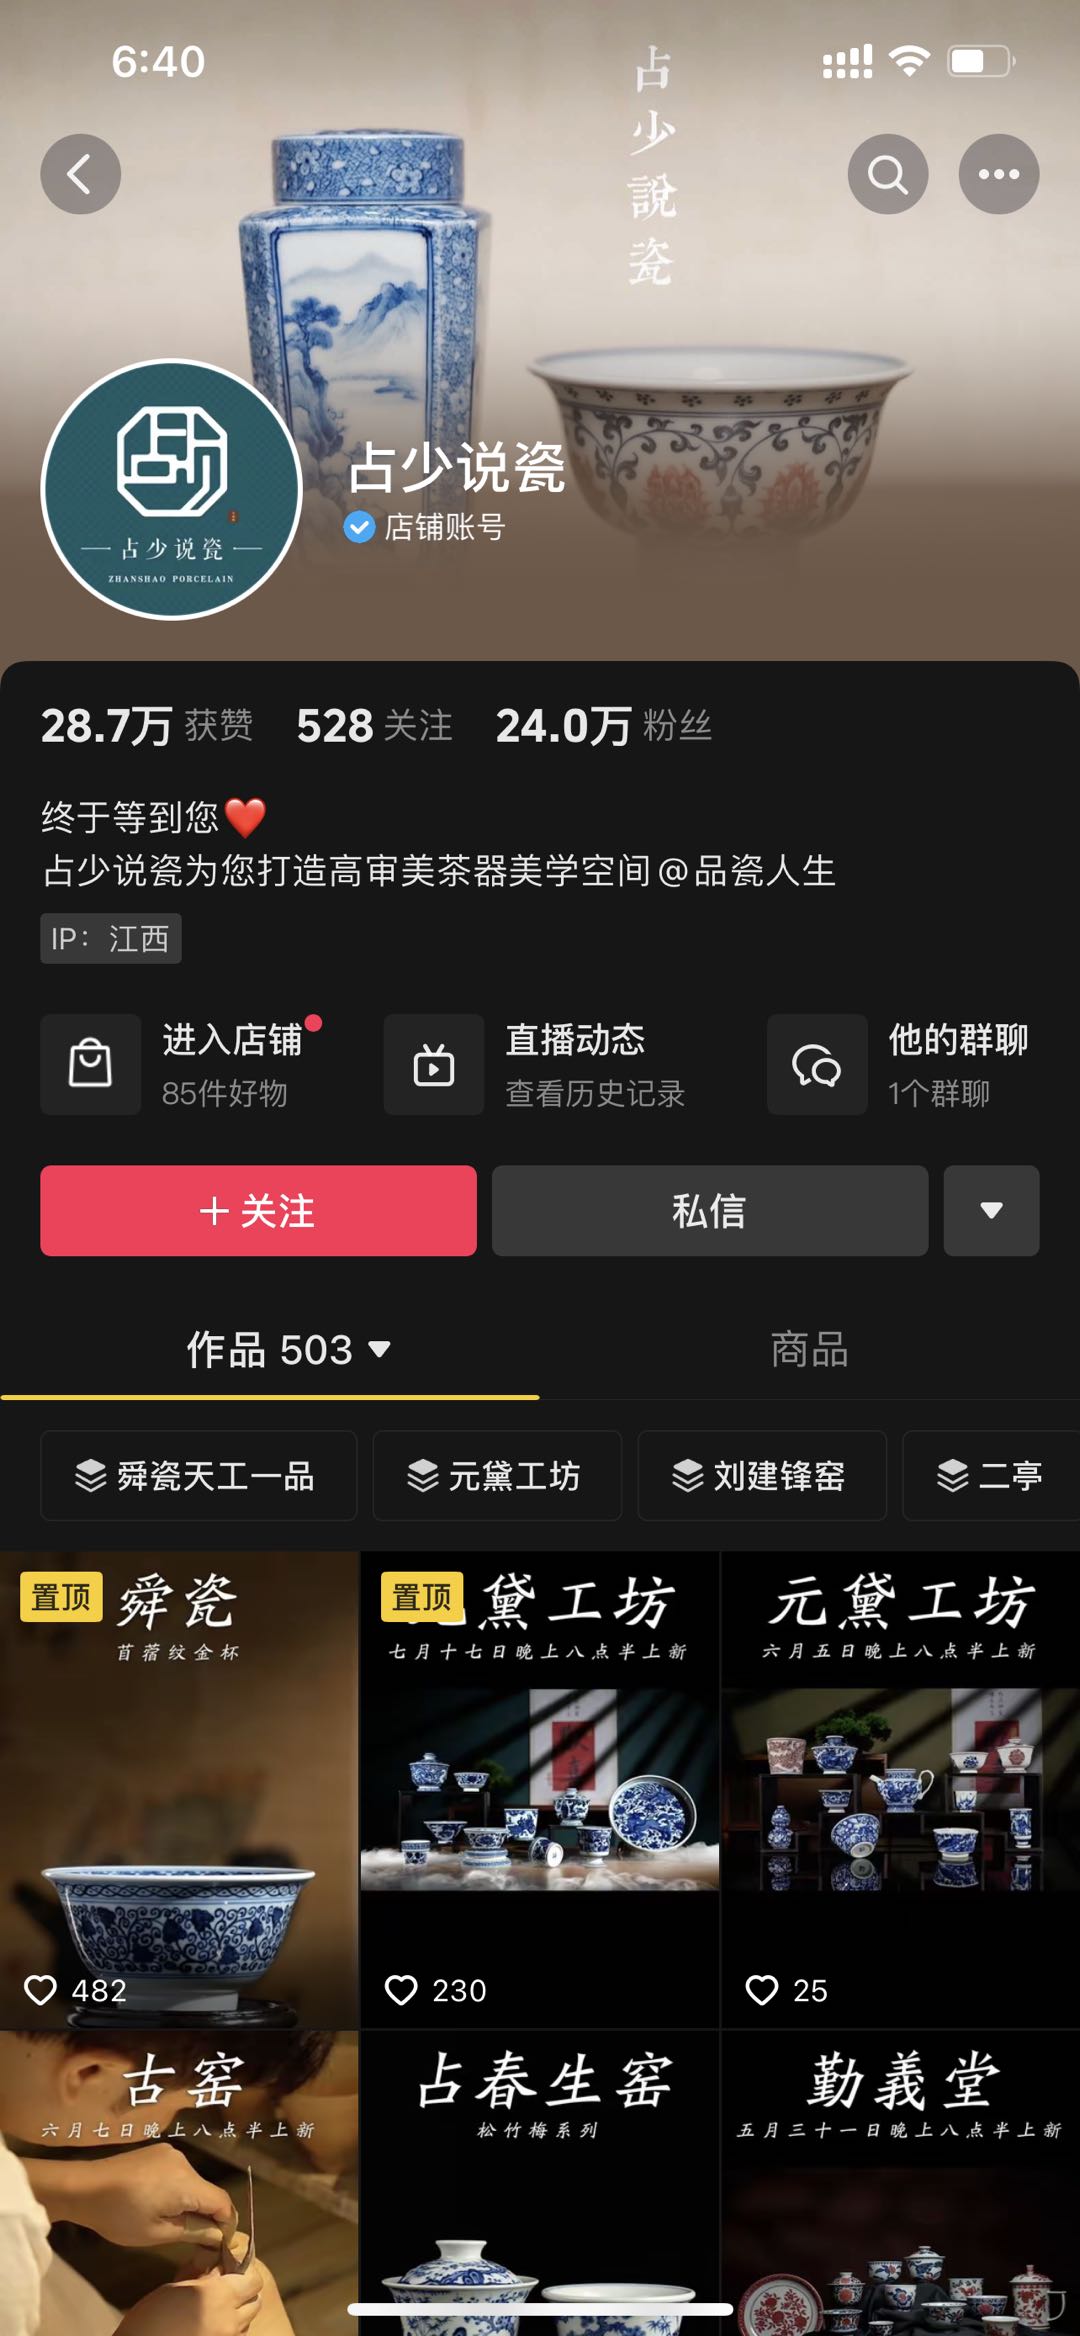 6:40
占少說瓷
占少说瓷
ZHANSHAO PORCELAIN
占少说瓷
店铺账号
28.7万 获赞 528 关注 24.0万 粉丝
终于等到您❤️
占少说瓷为您打造高审美茶器美学空间@品瓷人生
IP：江西
进入店铺 直播动态 他的群聊
85件好物 查看历史记录 1个群聊
＋关注 私信
作品 503 商品
舜瓷天工一品 元黛工坊 刘建锋窑 二亭
置顶 舜瓷
苜蓿纹金杯
482
置顶 黛工坊
七月十七日晚上八点半上新
230
元黛工坊
六月五日晚上八点半上新
25
古窑
六月七日晚上八点半上新
占春生窑
松竹梅系列
勤義堂
五月三十一日晚上八点半上新